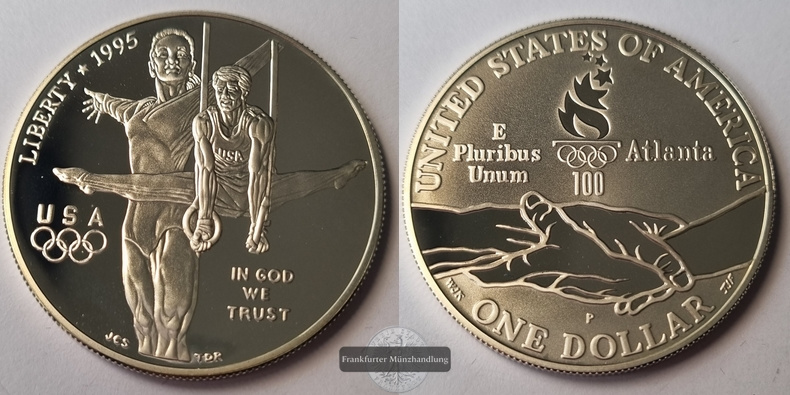 LIBERTY ★ 1995
USA
USA
IN GOD
WE
TRUST
JCS
UNITED STATES OF AMERICA
E
Pluribus
Unum
Atlanta
100
P
ONE DOLLAR
Frankfurter Münzhandlung